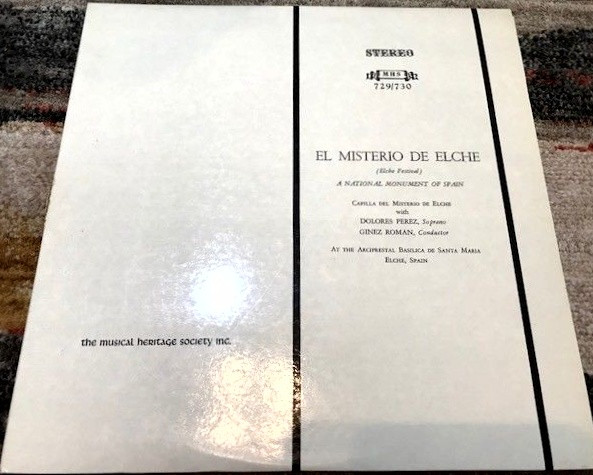 STEREO
MHS
729/730
EL MISTERIO DE ELCHE
(Elche Festival)
A NATIONAL MONUMENT OF SPAIN
CAPILLA DEL MISTERIO DE ELCHE
with
DOLORES PEREZ, Soprano
GINEZ ROMAN, Conductor
AT THE ARCIPRESTAL BASILICA DE SANTA MARIA
ELCHE, SPAIN
the musical heritage society inc.